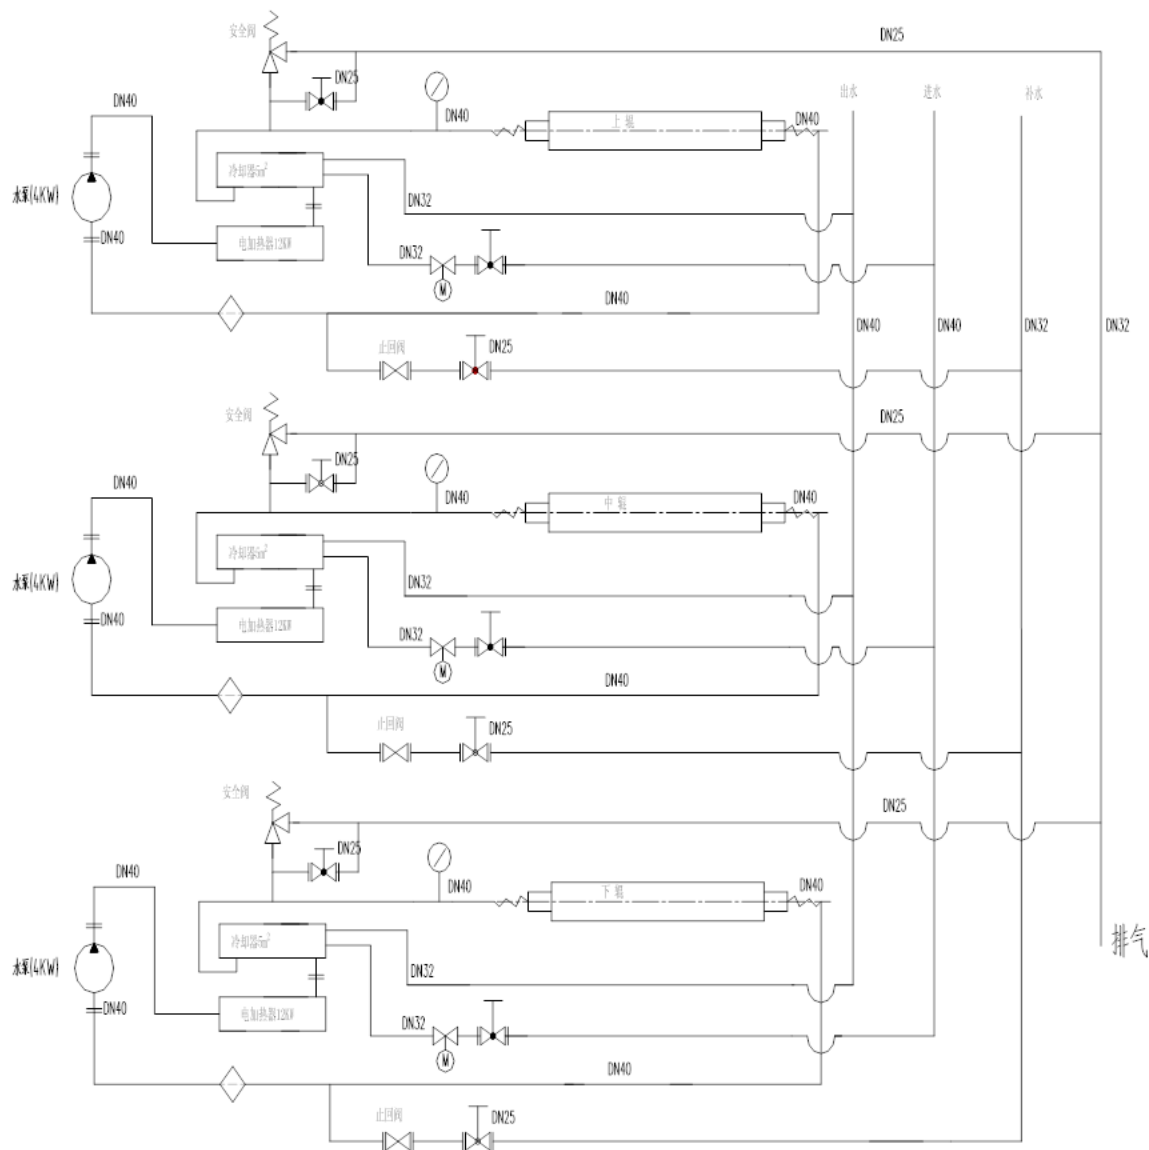 安全阀
DN25
出水
进水
补水
DN25
DN40
DN40
上辊
DN40
冷却器5m²
水泵(4KW)
DN32
DN40
电加热器12KW
DN32
M
DN40
DN40
DN40
DN32
DN32
止回阀
DN25
安全阀
DN25
DN25
DN40
DN40
中辊
DN40
冷却器5m²
水泵(4KW)
DN32
DN40
电加热器12KW
DN32
M
DN40
止回阀
DN25
安全阀
DN25
DN25
DN40
DN40
下辊
DN40
冷却器5m²
排气
水泵(4KW)
DN32
DN40
电加热器12KW
DN32
M
DN40
止回阀
DN25